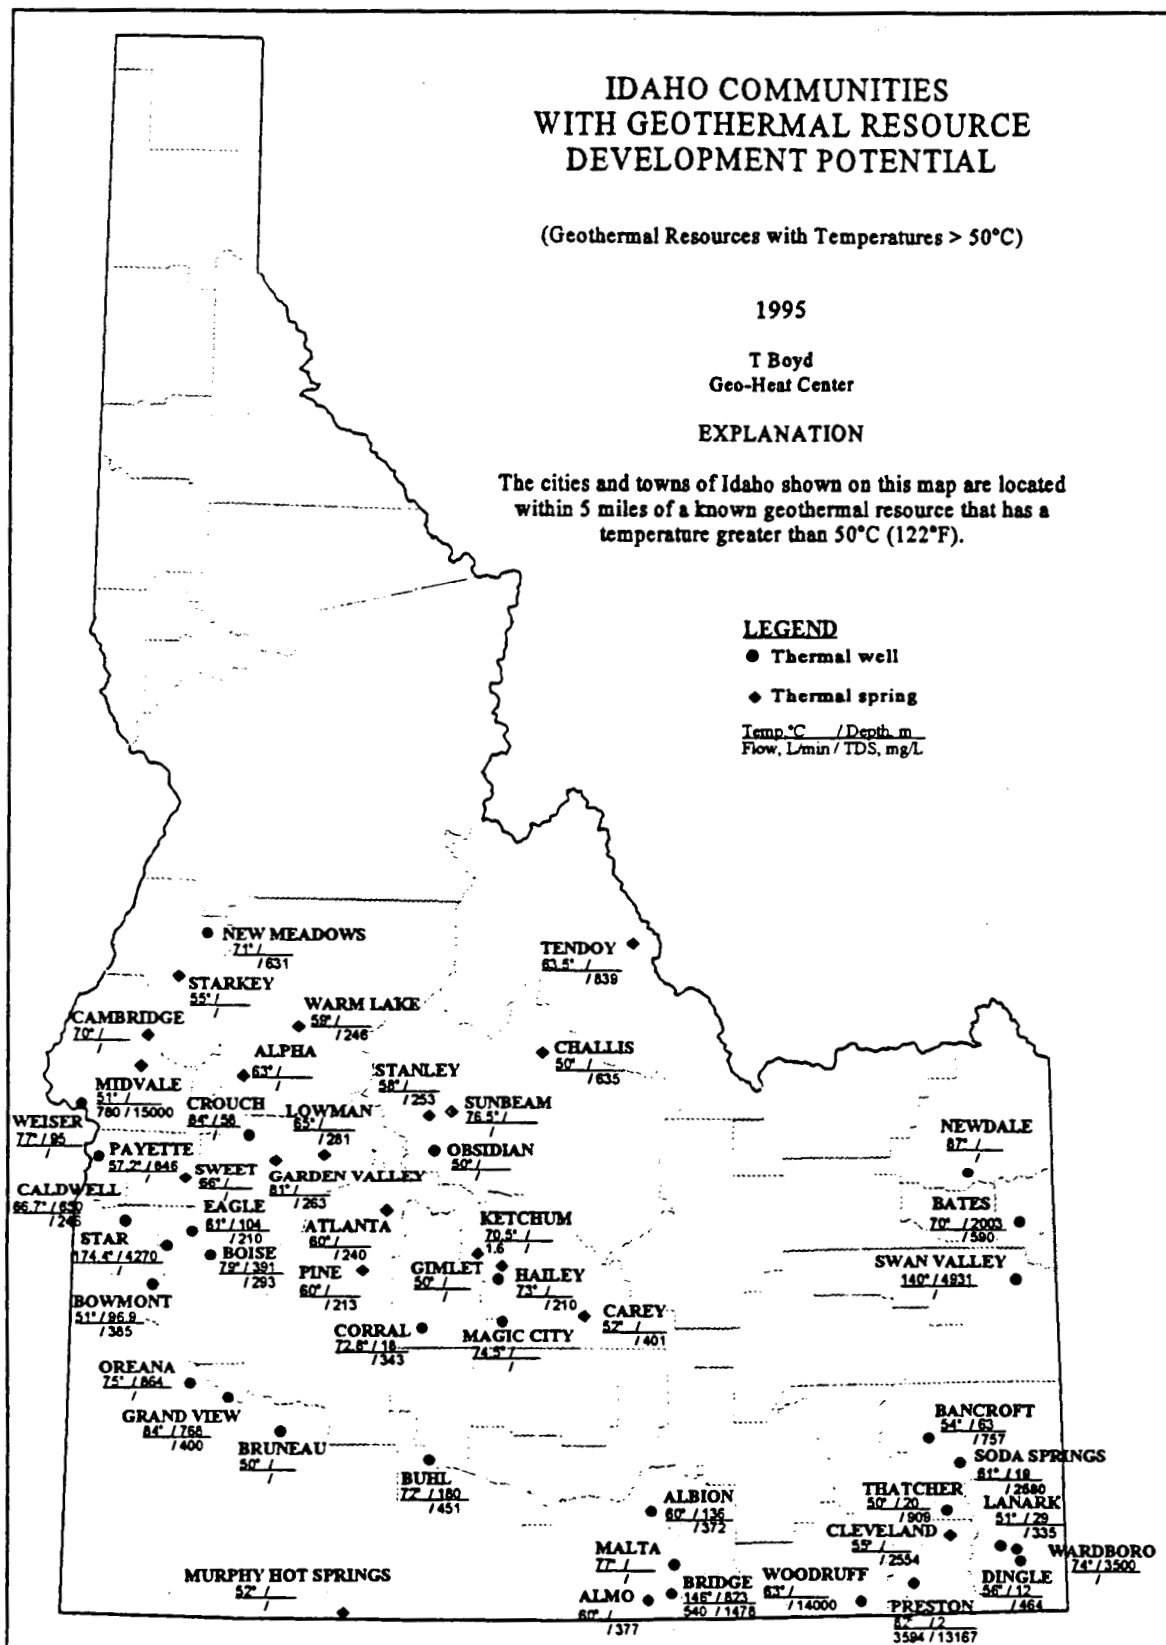 IDAHO COMMUNITIES
WITH GEOTHERMAL RESOURCE
DEVELOPMENT POTENTIAL
(Geothermal Resources with Temperatures > 50°C)
1995
T Boyd
Geo-Heat Center
EXPLANATION
The cities and towns of Idaho shown on this map are located
within 5 miles of a known geothermal resource that has a
temperature greater than 50°C (122°F).
LEGEND
Thermal well
Thermal spring
Temp,°C / Depth, m
Flow, L/min / TDS, mg/L
NEW MEADOWS
71° /
/ 631
STARKEY
55° /
/
CAMBRIDGE
70° /
/
WARM LAKE
59° /
/ 246
ALPHA
63° /
/
MIDVALE
51° /
780 / 15000
TENDOY
63.5° /
/ 839
CHALLIS
50° /
/ 635
STANLEY
58° /
/ 253
SUNBEAM
76.5° /
/
WEISER
77° / 95
/
CROUCH
84° / 58
LOWMAN
65° /
/ 281
PAYETTE
57.2° / 646
/
OBSIDIAN
50° /
/
SWEET
66° /
/
GARDEN VALLEY
81° /
/ 263
NEWDALE
87° /
/
CALDWELL
66.7° / 650
/ 246
EAGLE
61° / 104
/ 210
ATLANTA
60° /
/ 240
KETCHUM
70.5° /
1.6
BATES
70° / 2003
/ 590
STAR
174.4° / 4270
/
BOISE
79° / 391
/ 293
PINE
60° /
/ 213
GIMLET
50° /
/
HAILEY
73° /
/ 210
SWAN VALLEY
140° / 4931
/
BOWMONT
51° / 96.9
/ 385
CORRAL
72.8° / 18
/ 343
MAGIC CITY
74.5° /
/
CAREY
52° /
/ 401
OREANA
75° / 864
/
GRAND VIEW
84° / 768
/ 400
BRUNEAU
50° /
/
BUHL
72° / 180
/ 451
BANCROFT
54° / 63
/ 757
SODA SPRINGS
61° / 19
/ 2680
ALBION
60° / 136
/ 372
THATCHER
50° / 20
/ 909
LANARK
51° / 29
/ 335
CLEVELAND
55° /
/ 2554
MALTA
77° /
/
WARDBORO
74° / 3500
/
MURPHY HOT SPRINGS
52° /
/
ALMO
60° /
/ 377
BRIDGE
146° / 823
540 / 1478
WOODRUFF
63° /
/ 14000
DINGLE
56° / 12
/ 464
PRESTON
82° / 2
3594 / 13167